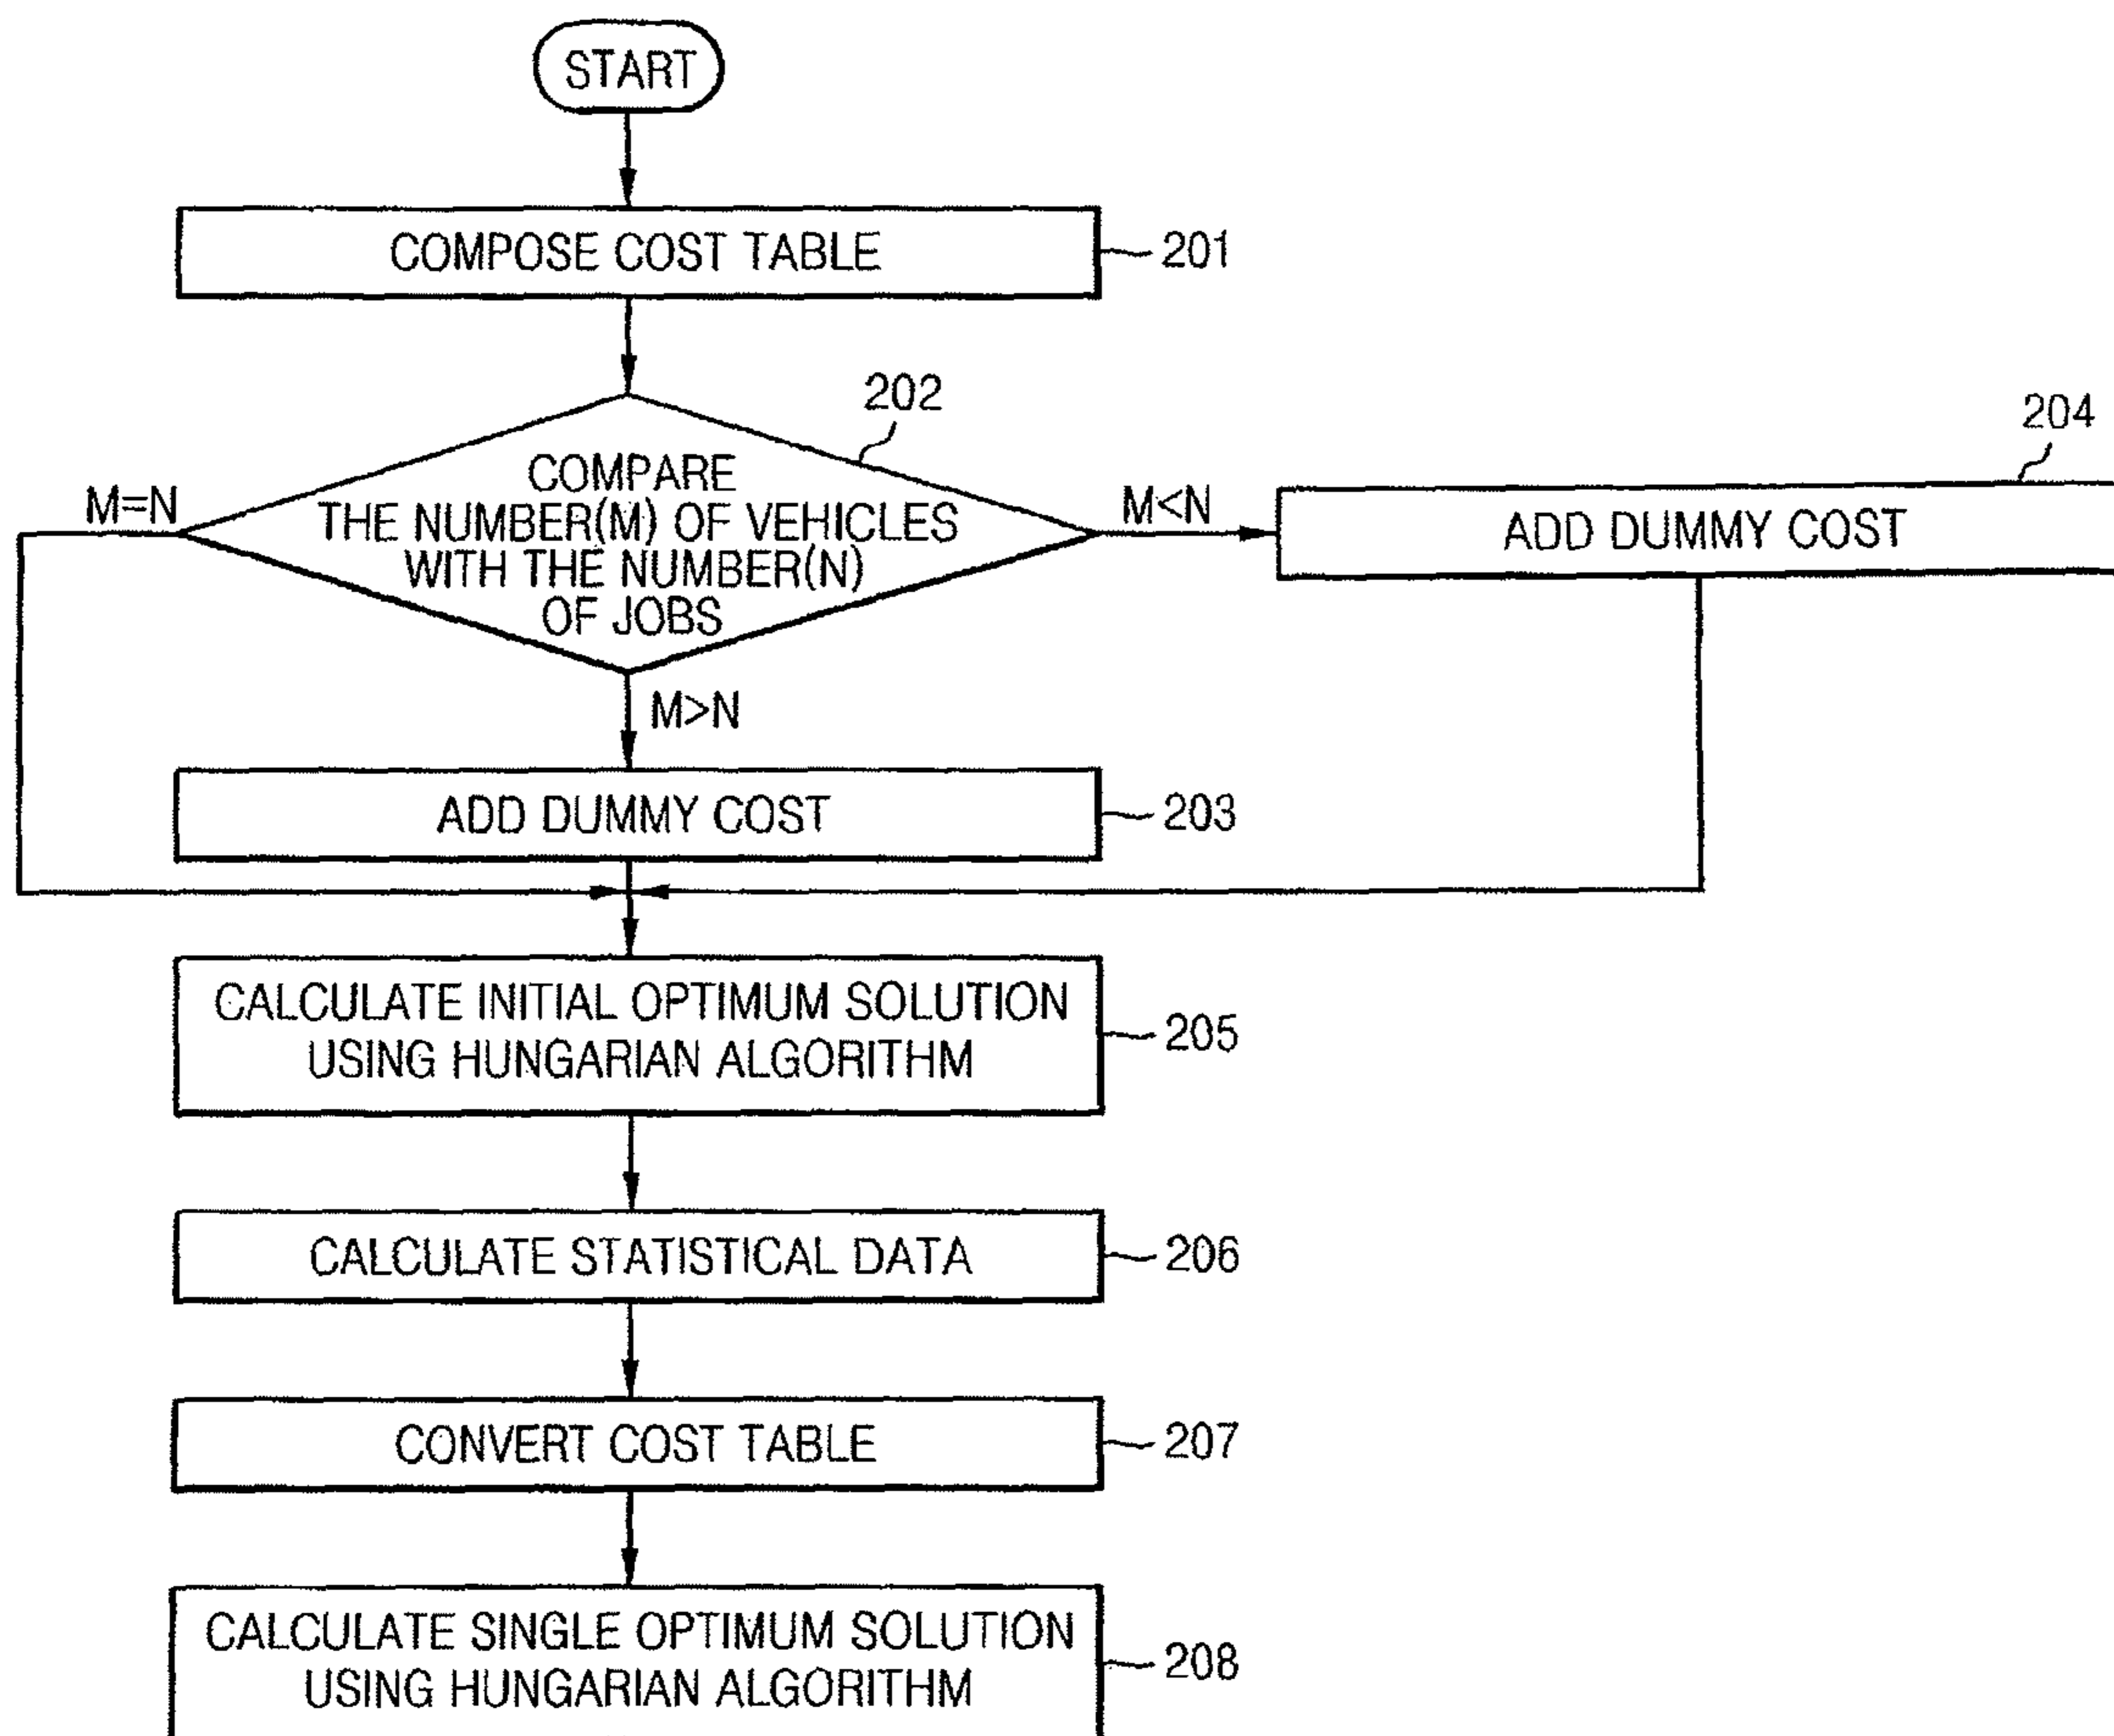 START
COMPOSE COST TABLE
201
202
COMPARE
THE NUMBER(M) OF VEHICLES
WITH THE NUMBER(N)
OF JOBS
M=N
M<N
204
ADD DUMMY COST
M>N
ADD DUMMY COST
203
CALCULATE INITIAL OPTIMUM SOLUTION
USING HUNGARIAN ALGORITHM
205
CALCULATE STATISTICAL DATA
206
CONVERT COST TABLE
207
CALCULATE SINGLE OPTIMUM SOLUTION
USING HUNGARIAN ALGORITHM
208